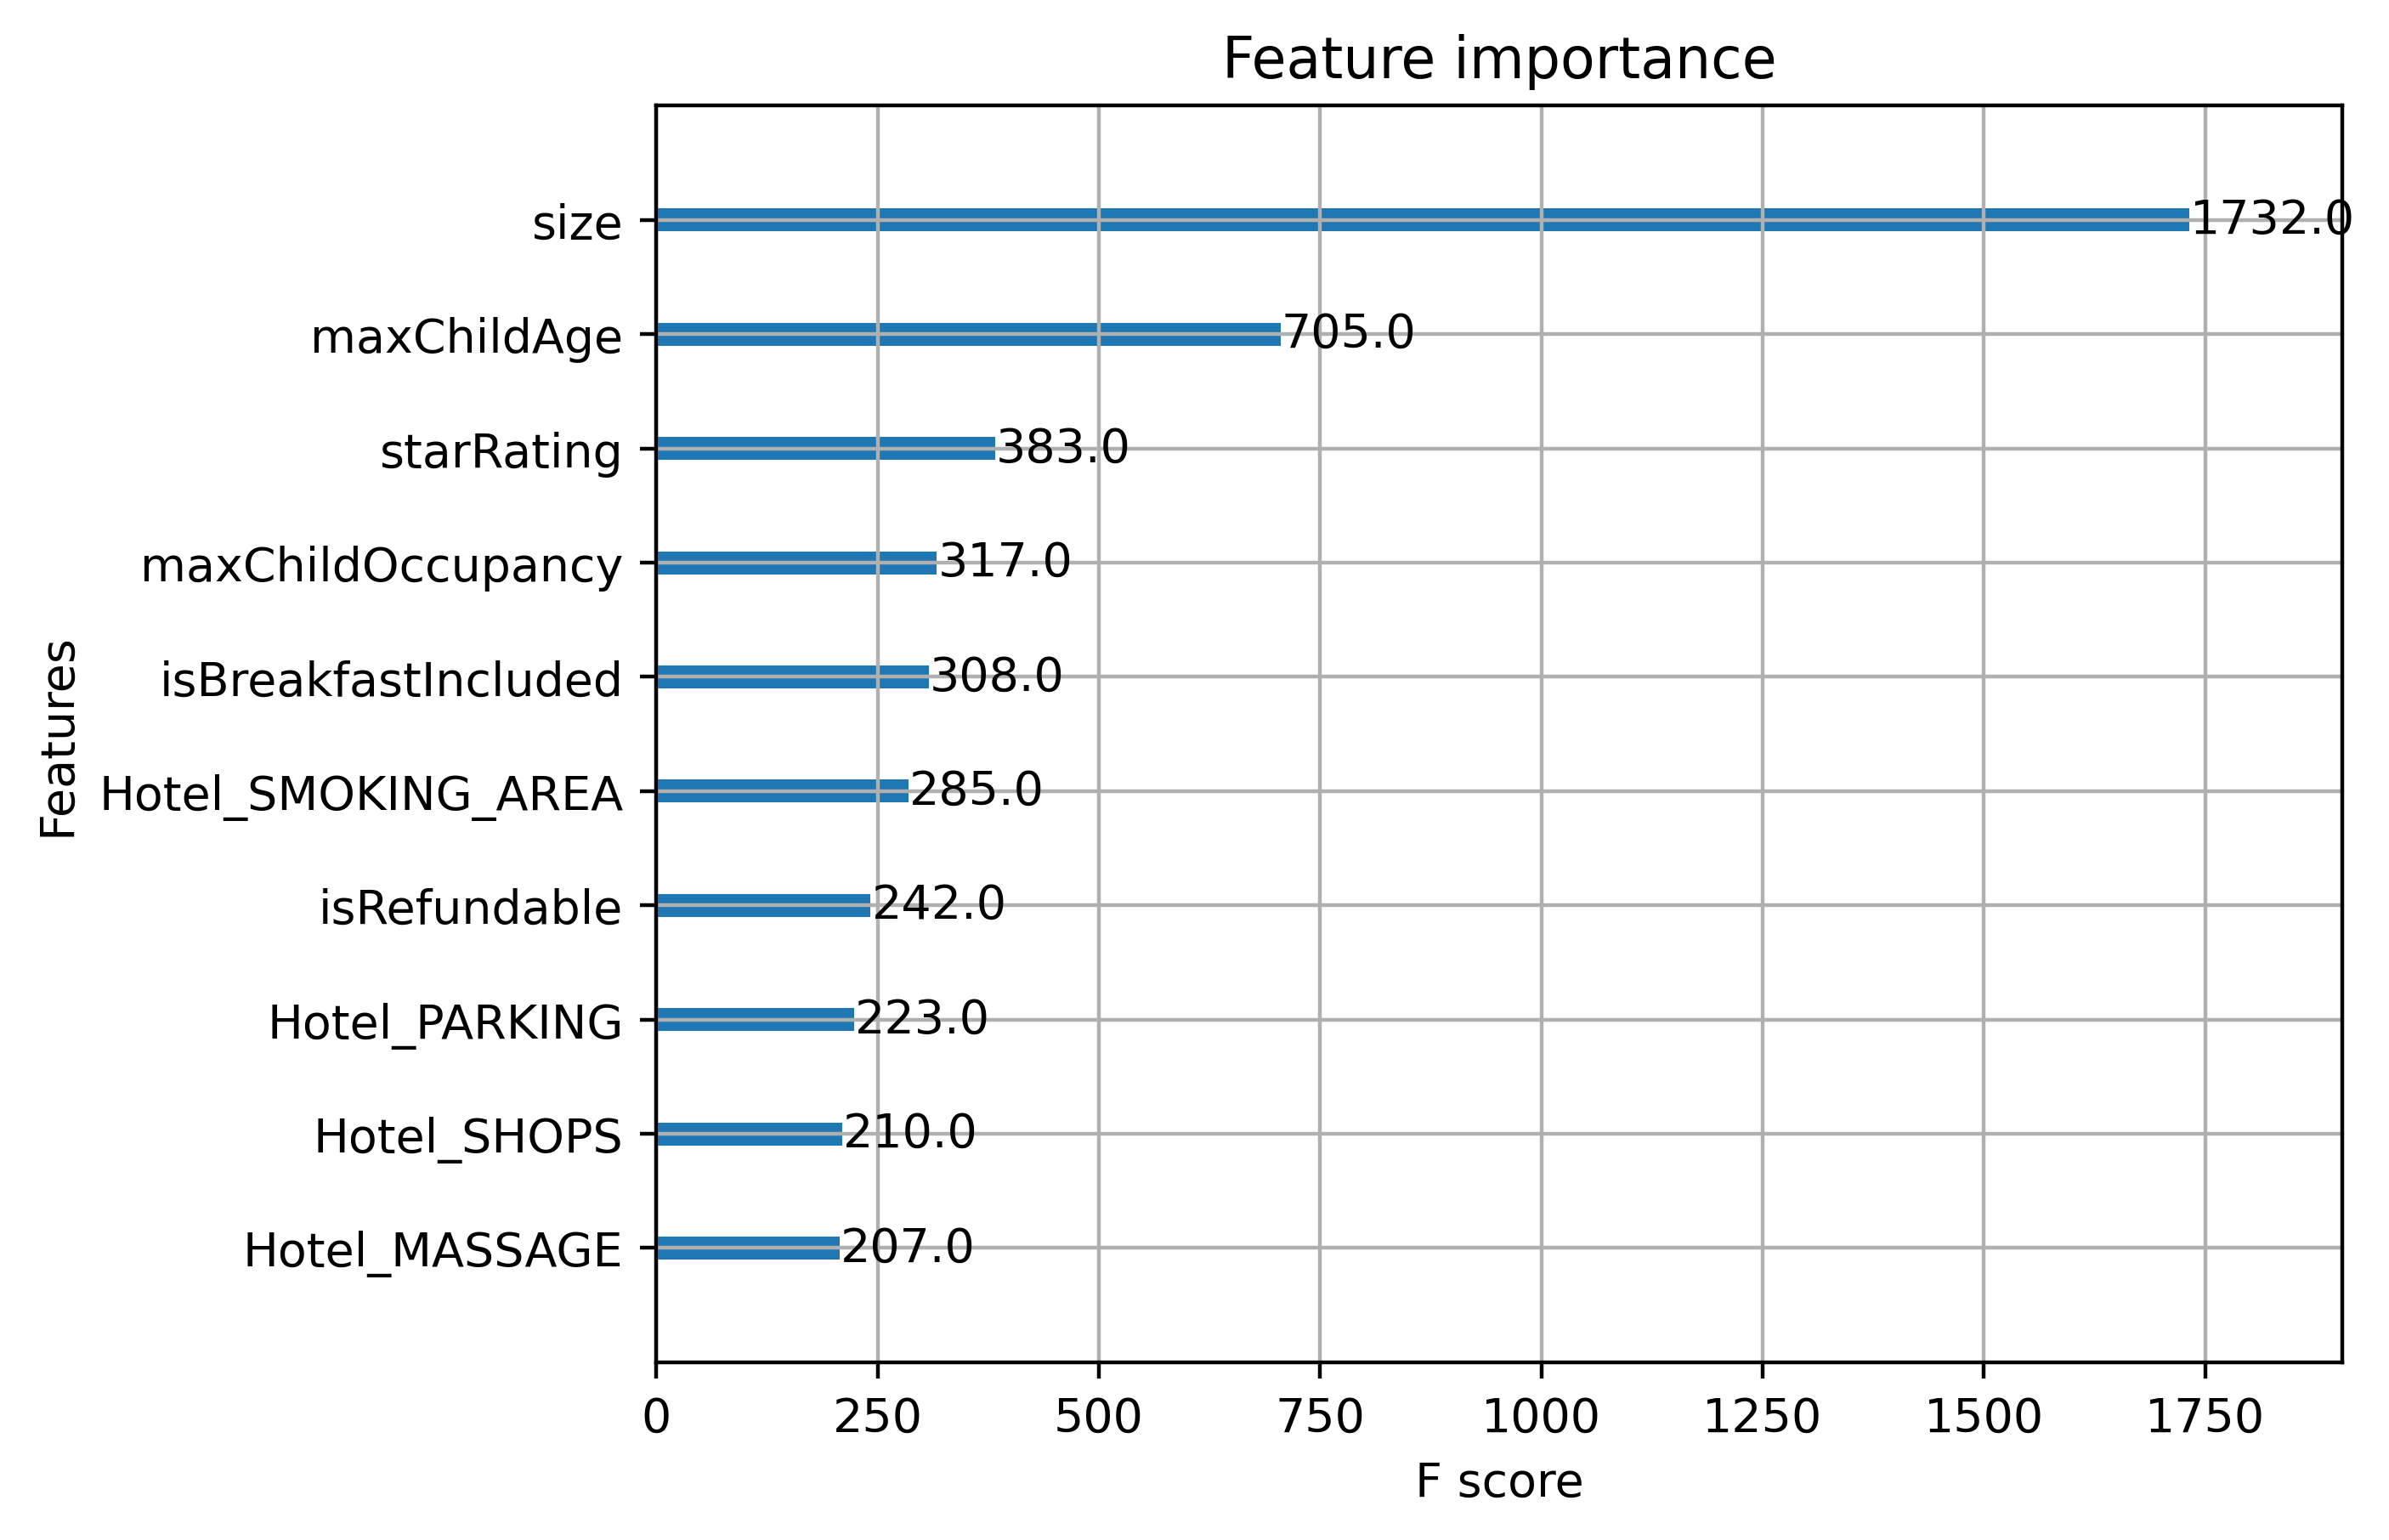 Feature importance
size 1732.0
maxChildAge 705.0
starRating 383.0
maxChildOccupancy 317.0
isBreakfastIncluded 308.0
Hotel_SMOKING_AREA 285.0
isRefundable 242.0
Hotel_PARKING 223.0
Hotel_SHOPS 210.0
Hotel_MASSAGE 207.0
Features
0 250 500 750 1000 1250 1500 1750
F score